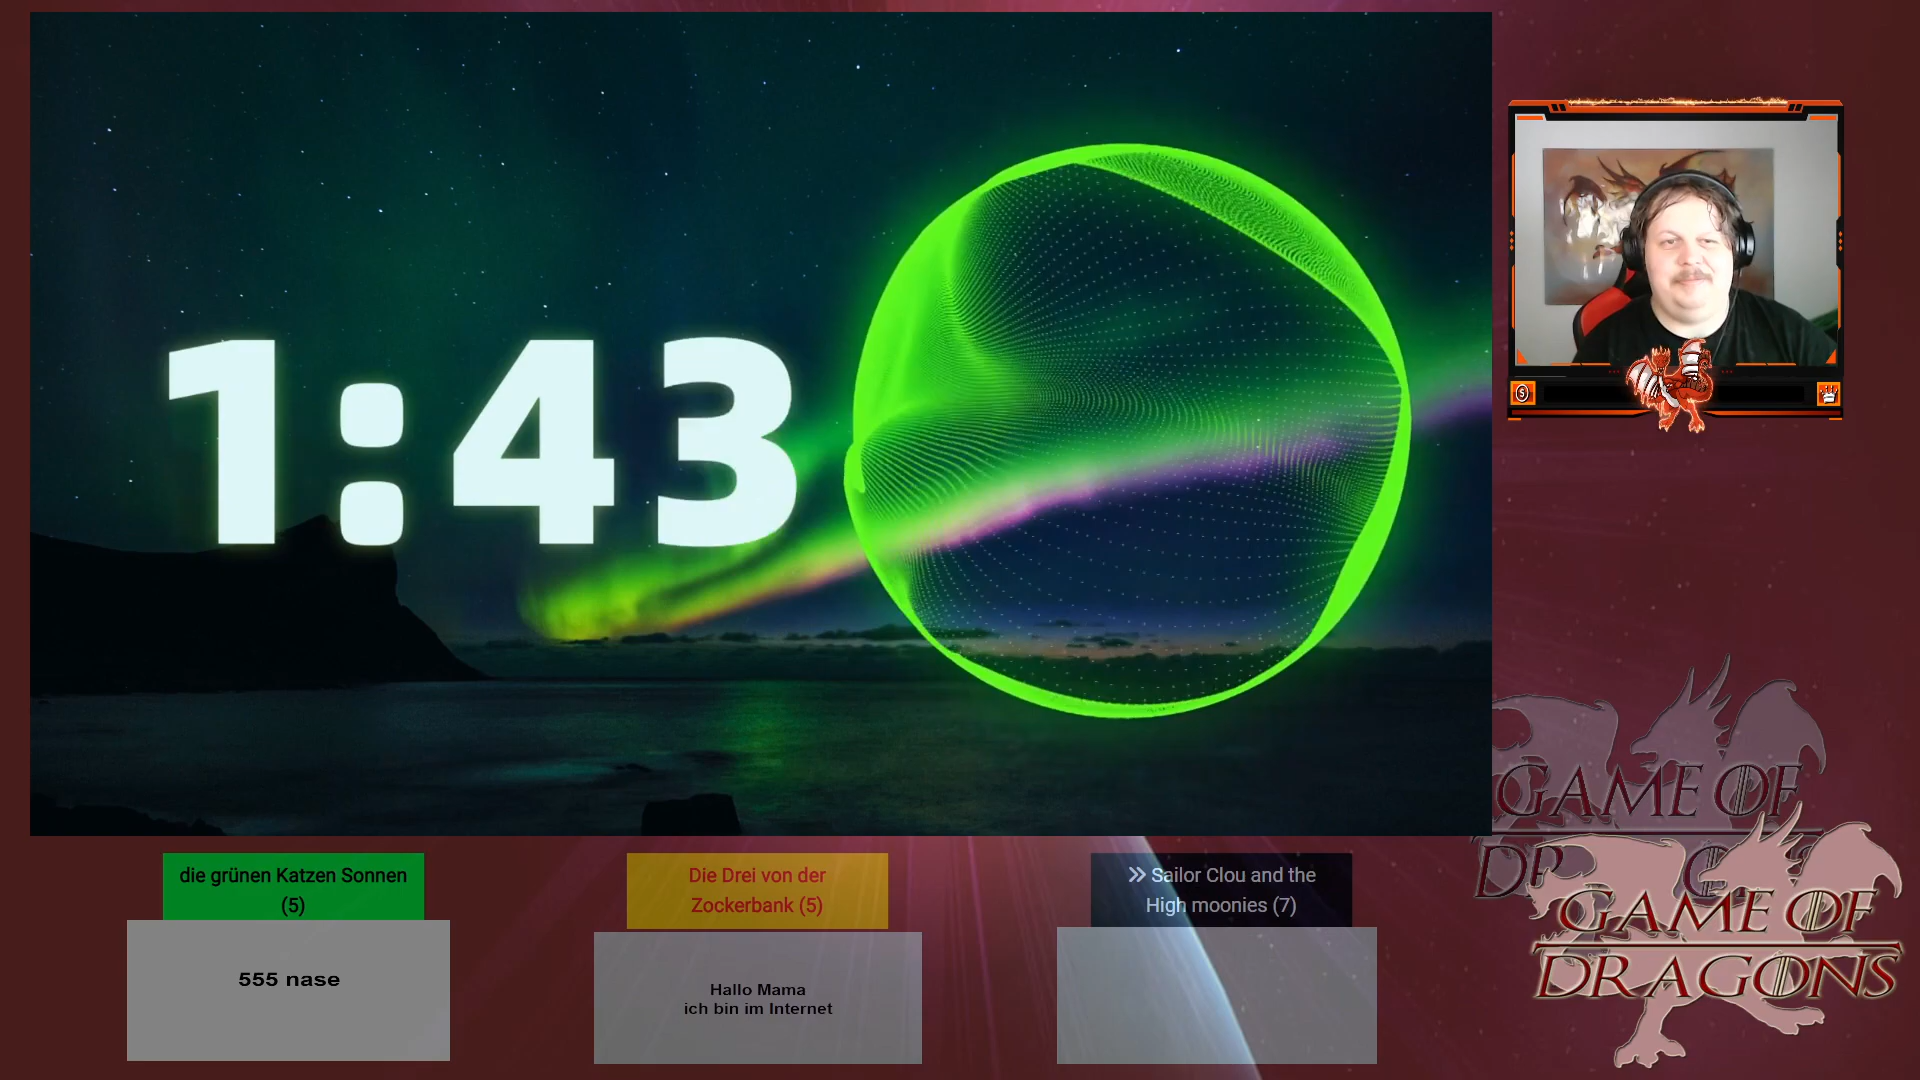 1:43
die grünen Katzen Sonnen
(5)
555 nase
Die Drei von der
Zockerbank (5)
Hallo Mama
ich bin im Internet
» Sailor Clou and the
High moonies (7)
GAME OF
GAME OF
DRAGONS